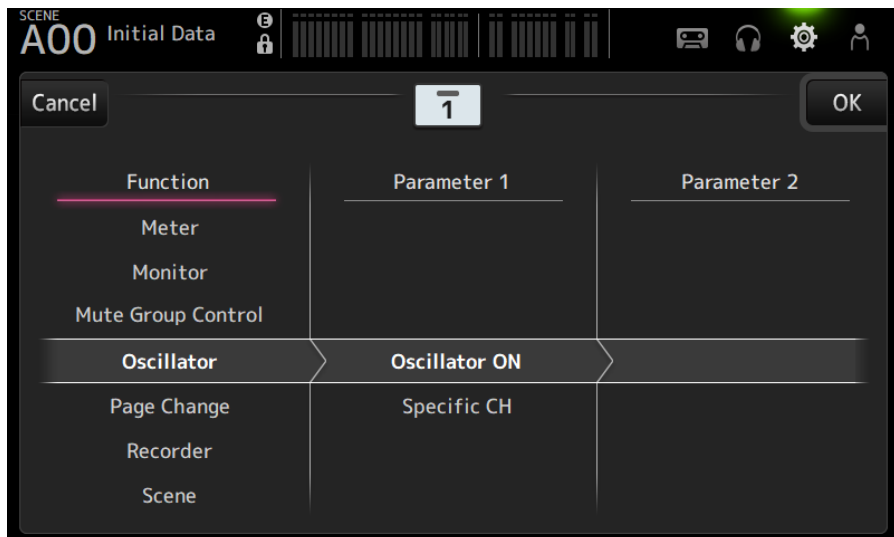 SCENE
A00 Initial Data
E
Cancel
1
OK
Function
Parameter 1
Parameter 2
Meter
Monitor
Mute Group Control
Oscillator
Oscillator ON
Page Change
Specific CH
Recorder
Scene